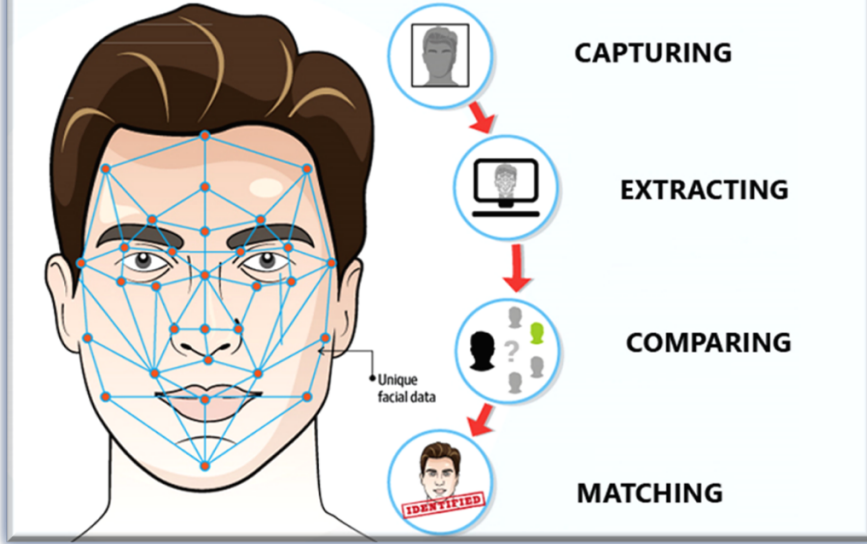 CAPTURING
EXTRACTING
COMPARING
?
Unique
facial data
IDENTIFIED
MATCHING